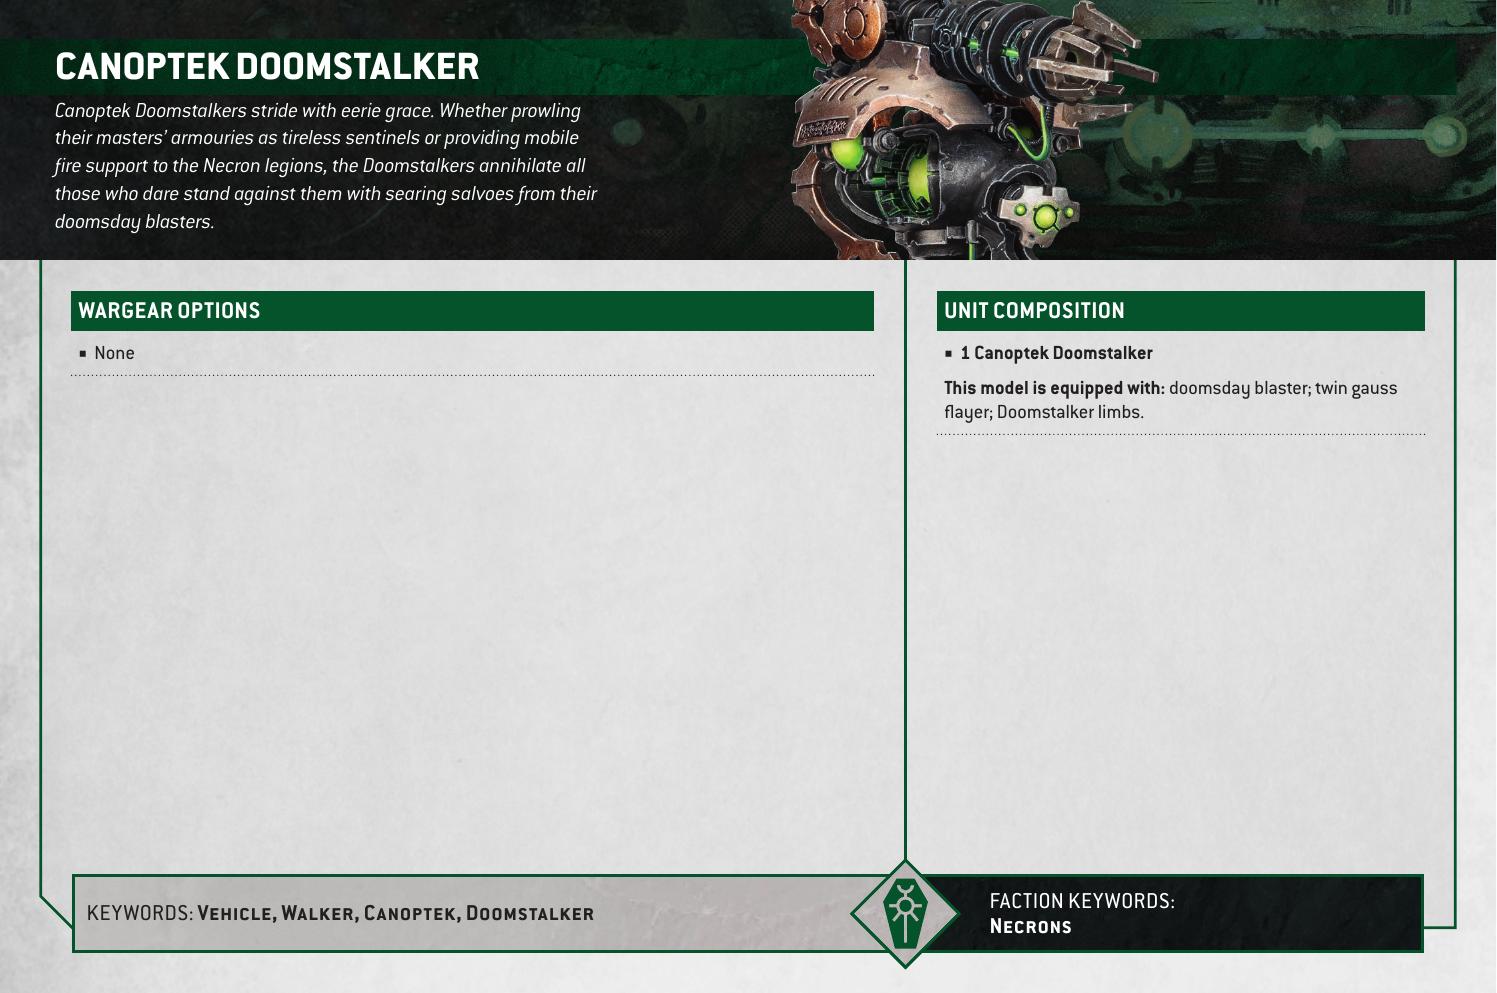 CANOPTEK DOOMSTALKER
Canoptek Doomstalkers stride with eerie grace. Whether prowling
their masters’ armouries as tireless sentinels or providing mobile
fire support to the Necron legions, the Doomstalkers annihilate all
those who dare stand against them with searing salvoes from their
doomsday blasters.
WARGEAR OPTIONS
▪ None
UNIT COMPOSITION
▪ 1 Canoptek Doomstalker
This model is equipped with: doomsday blaster; twin gauss
flayer; Doomstalker limbs.
KEYWORDS: Vehicle, Walker, Canoptek, Doomstalker
FACTION KEYWORDS:
Necrons